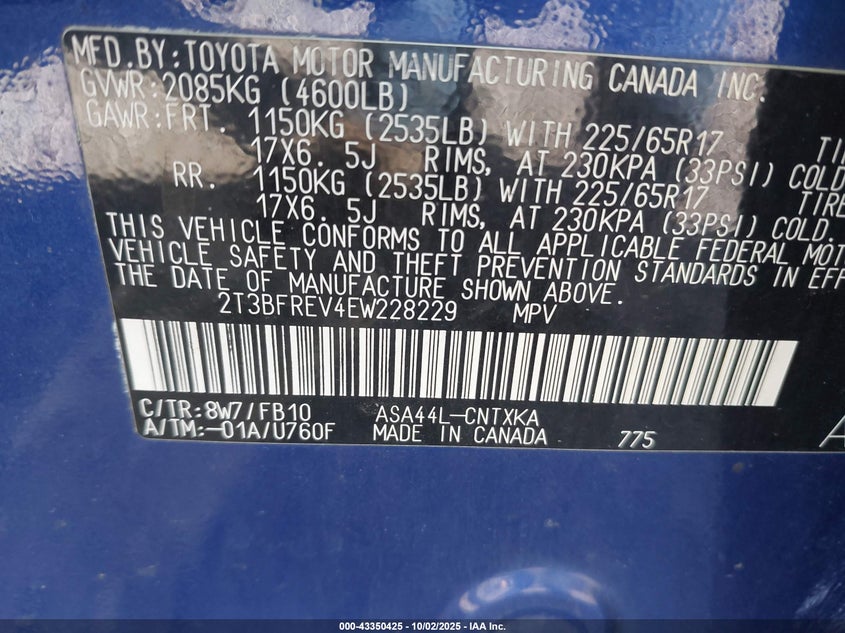 MFD. BY: TOYOTA MOTOR MANUFACTURING CANADA INC.
GVWR: 2085KG (4600LB)
GAWR: FRT. 1150KG (2535LB) WITH 225/65R17
17X6. 5J RIMS, AT 230KPA (33PSI) COLD
RR. 1150KG (2535LB) WITH 225/65R17 TIRE
17X6. 5J RIMS, AT 230KPA (33PSI) COLD.
THIS VEHICLE CONFORMS TO ALL APPLICABLE FEDERAL MOT
VEHICLE SAFETY AND THEFT PREVENTION STANDARDS IN EFF
THE DATE OF MANUFACTURE SHOWN ABOVE.
2T3BFREV4EW228229 MPV
C/TR: 8W7/FB10 ASA44L-CNTXKA
A/TM: -01A/U760F MADE IN CANADA 775
000-43350425 - 10/02/2025 - IAA Inc.